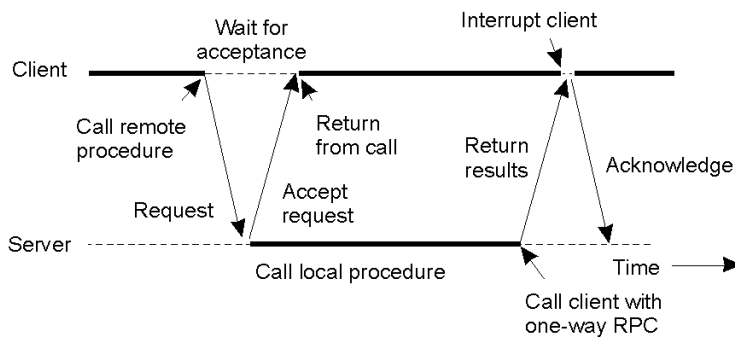 Wait for
acceptance
Interrupt client
Client
Call remote
procedure
Return
from call
Return
results
Acknowledge
Request
Accept
request
Server
Call local procedure
Time
Call client with
one-way RPC